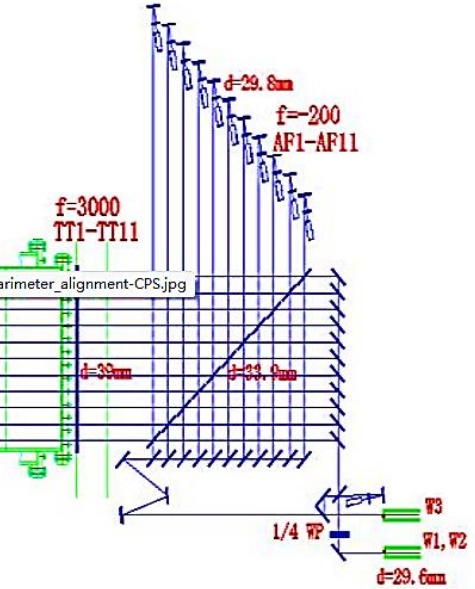 d=29.8mm
f=-200
AF1-AF11
f=3000
TT1-TT11
arimeter_alignment-CPS.jpg
d=39mm
d=33.9mm
W3
1/4 WP
W1,W2
d=29.6mm